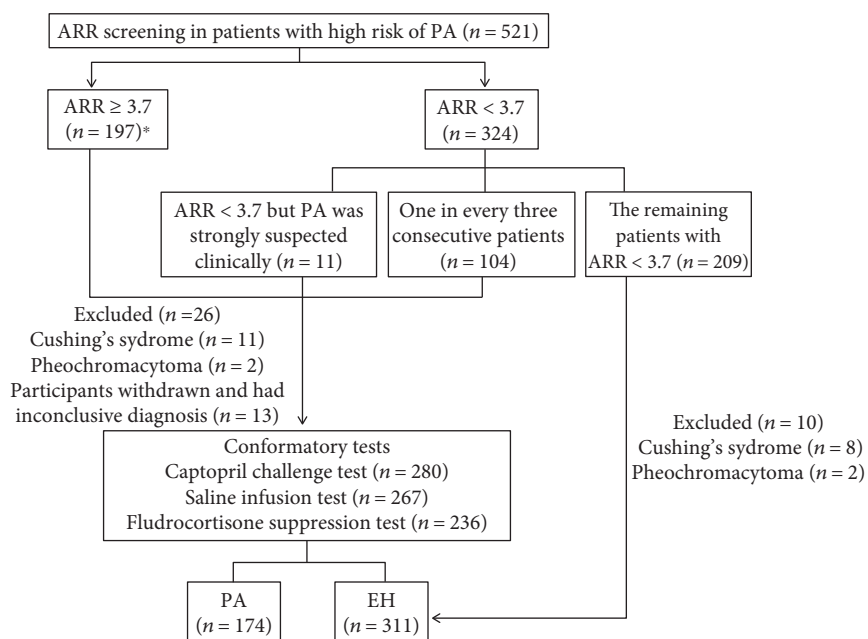 ARR screening in patients with high risk of PA (n = 521)
ARR ≥ 3.7
(n = 197)*
ARR < 3.7
(n = 324)
ARR < 3.7 but PA was
strongly suspected
clinically (n = 11)
One in every three
consecutive patients
(n = 104)
The remaining
patients with
ARR < 3.7 (n = 209)
Excluded (n =26)
Cushing's sydrome (n = 11)
Pheochromacytoma (n = 2)
Participants withdrawn and had
inconclusive diagnosis (n = 13)
Excluded (n = 10)
Cushing's sydrome (n = 8)
Pheochromacytoma (n = 2)
Conformatory tests
Captopril challenge test (n = 280)
Saline infusion test (n = 267)
Fludrocortisone suppression test (n = 236)
PA
(n = 174)
EH
(n = 311)